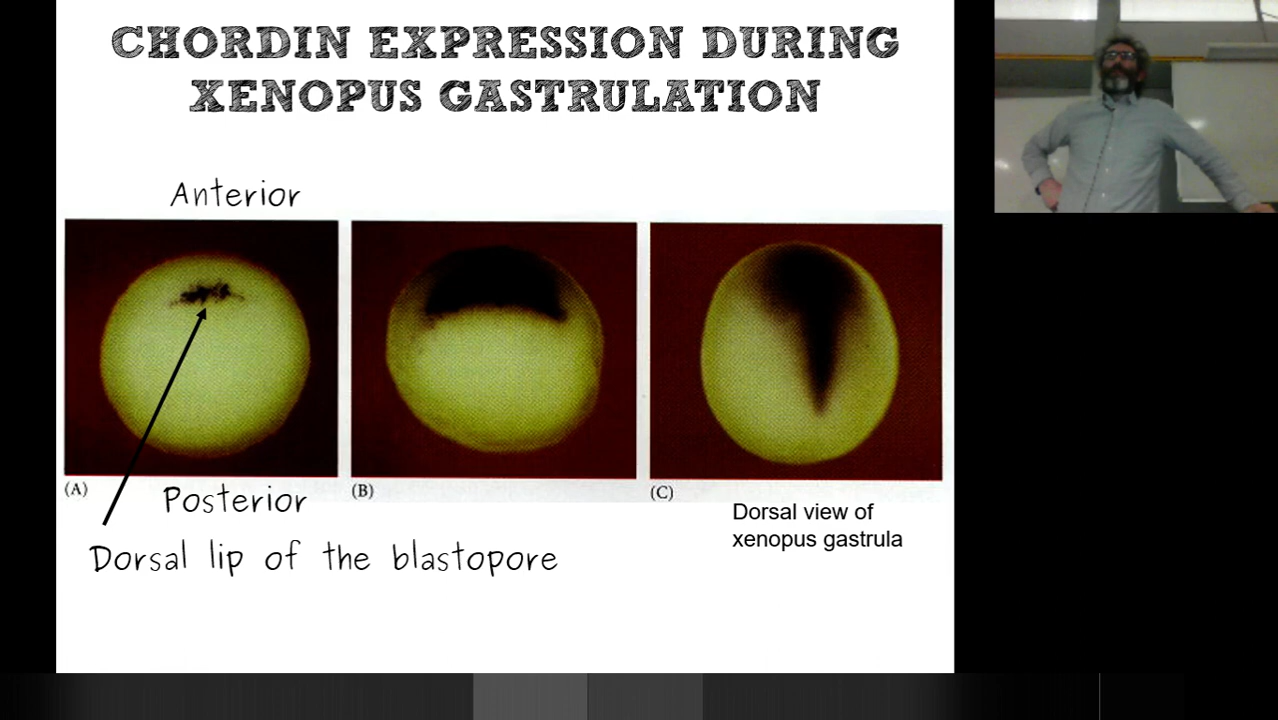 CHORDIN EXPRESSION DURING
XENOPUS GASTRULATION
Anterior
(A)
(B)
(C)
Posterior
Dorsal lip of the blastopore
Dorsal view of
xenopus gastrula